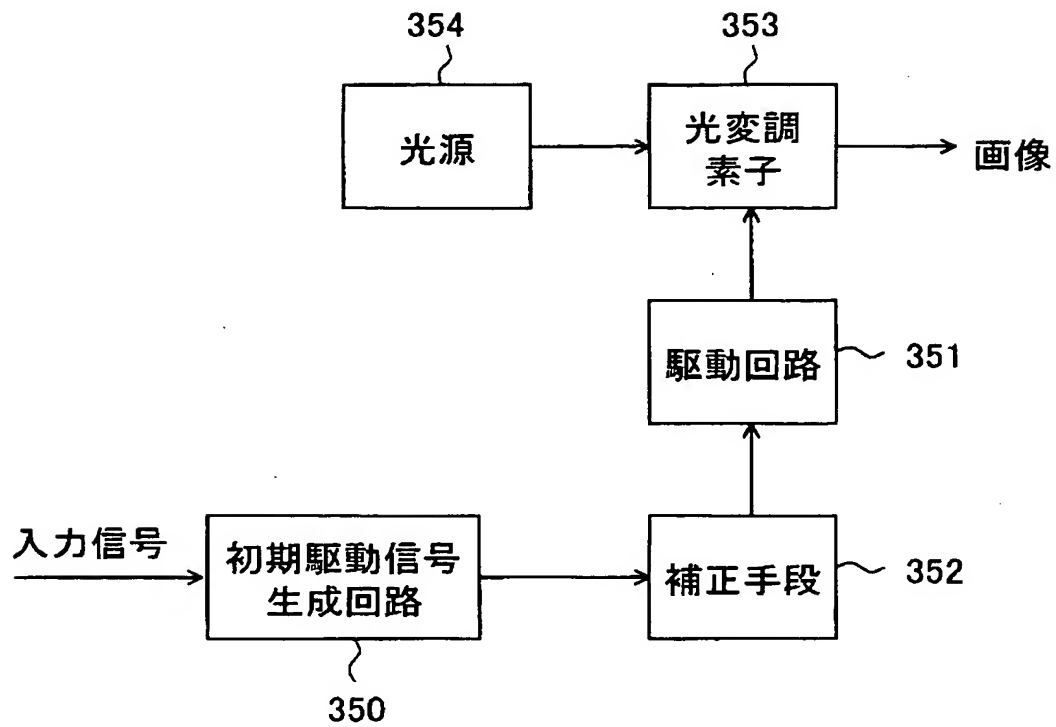 354
353
光源
光変調
素子
画像
駆動回路
351
入力信号
初期駆動信号
生成回路
補正手段
352
350